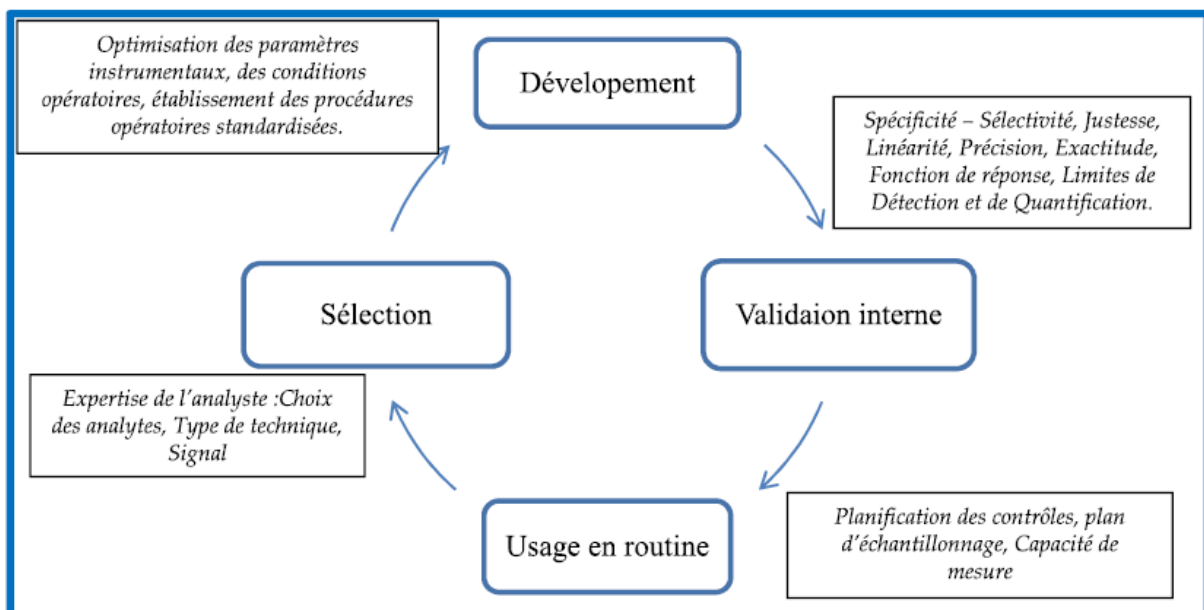 Optimisation des paramètres
instrumentaux, des conditions
opératoires, établissement des procédures
opératoires standardisées.
Dévelopement
Spécificité – Sélectivité, Justesse,
Linéarité, Précision, Exactitude,
Fonction de réponse, Limites de
Détection et de Quantification.
Sélection
Validaion interne
Expertise de l’analyste :Choix
des analytes, Type de technique,
Signal
Usage en routine
Planification des contrôles, plan
d’échantillonnage, Capacité de
mesure